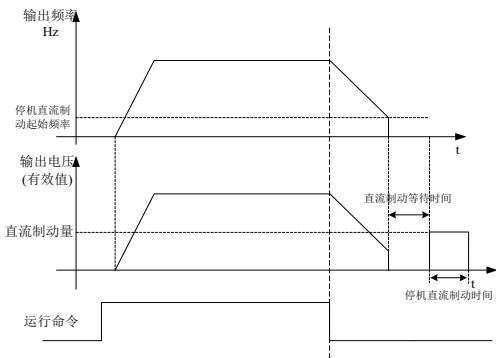 输出频率
Hz
停机直流制
动起始频率
t
输出电压
(有效值)
直流制动等待时间
直流制动量
t
停机直流制动时间
运行命令